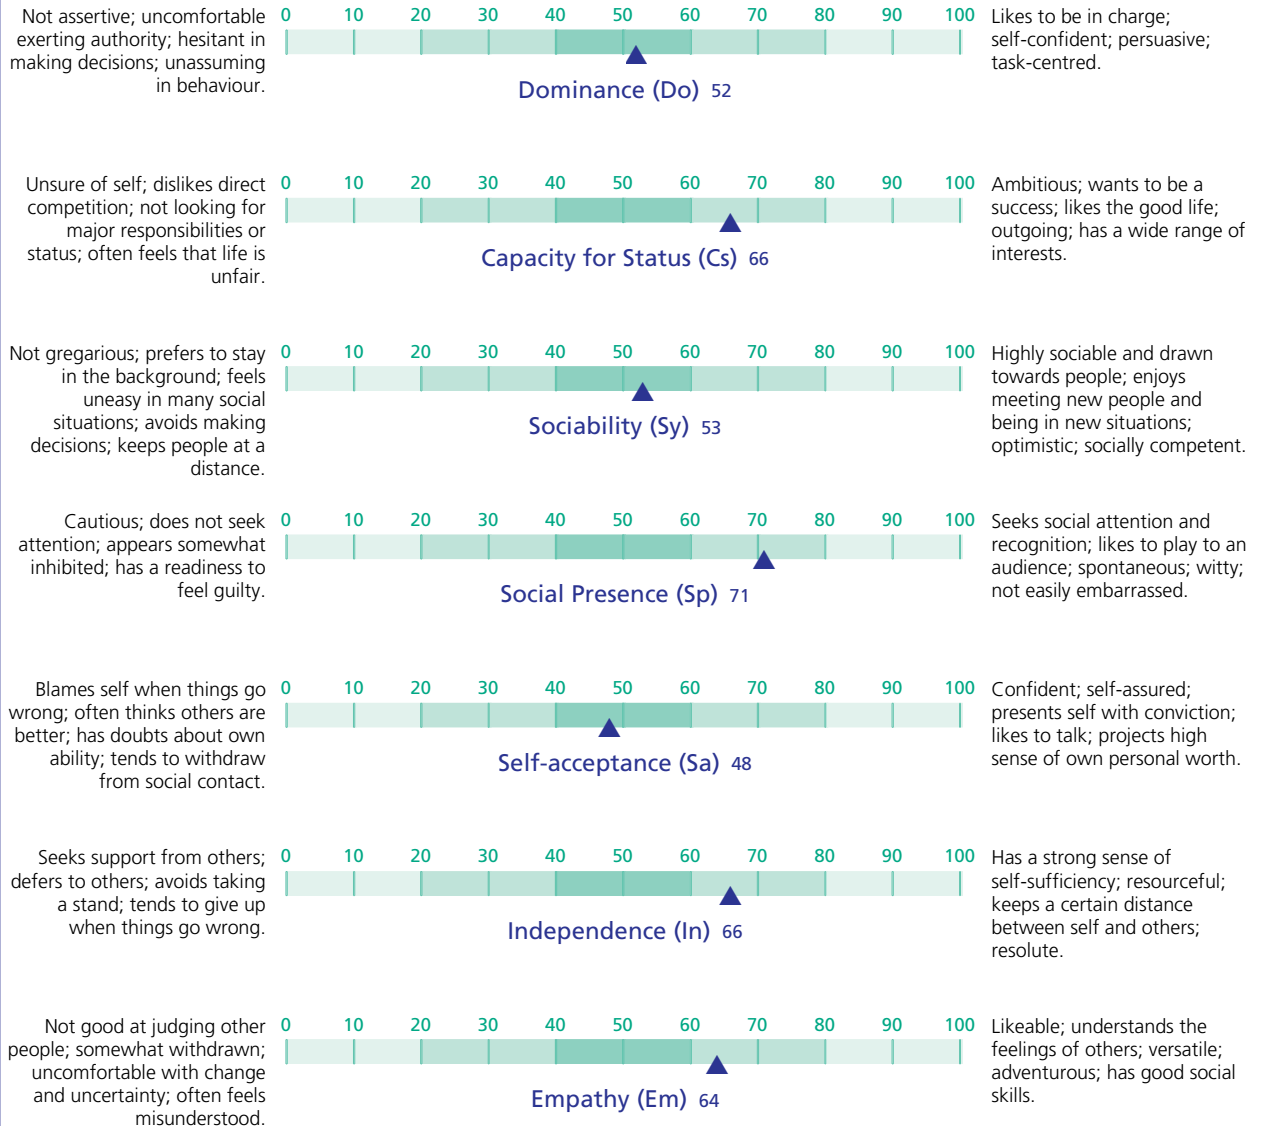 Not assertive; uncomfortable
exerting authority; hesitant in
making decisions; unassuming
in behaviour.
0 10 20 30 40 50 60 70 80 90 100
Likes to be in charge;
self-confident; persuasive;
task-centred.
Dominance (Do) 52
Unsure of self; dislikes direct
competition; not looking for
major responsibilities or
status; often feels that life is
unfair.
0 10 20 30 40 50 60 70 80 90 100
Ambitious; wants to be a
success; likes the good life;
outgoing; has a wide range of
interests.
Capacity for Status (Cs) 66
Not gregarious; prefers to stay
in the background; feels
uneasy in many social
situations; avoids making
decisions; keeps people at a
distance.
0 10 20 30 40 50 60 70 80 90 100
Highly sociable and drawn
towards people; enjoys
meeting new people and
being in new situations;
optimistic; socially competent.
Sociability (Sy) 53
Cautious; does not seek
attention; appears somewhat
inhibited; has a readiness to
feel guilty.
0 10 20 30 40 50 60 70 80 90 100
Seeks social attention and
recognition; likes to play to an
audience; spontaneous; witty;
not easily embarrassed.
Social Presence (Sp) 71
Blames self when things go
wrong; often thinks others are
better; has doubts about own
ability; tends to withdraw
from social contact.
0 10 20 30 40 50 60 70 80 90 100
Confident; self-assured;
presents self with conviction;
likes to talk; projects high
sense of own personal worth.
Self-acceptance (Sa) 48
Seeks support from others;
defers to others; avoids taking
a stand; tends to give up
when things go wrong.
0 10 20 30 40 50 60 70 80 90 100
Has a strong sense of
self-sufficiency; resourceful;
keeps a certain distance
between self and others;
resolute.
Independence (In) 66
Not good at judging other
people; somewhat withdrawn;
uncomfortable with change
and uncertainty; often feels
misunderstood.
0 10 20 30 40 50 60 70 80 90 100
Likeable; understands the
feelings of others; versatile;
adventurous; has good social
skills.
Empathy (Em) 64